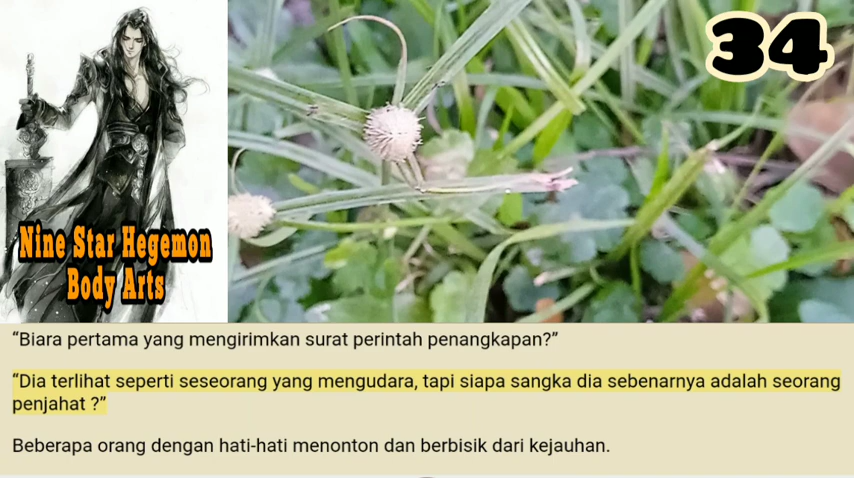 34
Nine Star Hegemon
Body Arts
“Biara pertama yang mengirimkan surat perintah penangkapan?”
“Dia terlihat seperti seseorang yang mengudara, tapi siapa sangka dia sebenarnya adalah seorang
penjahat ?”
Beberapa orang dengan hati-hati menonton dan berbisik dari kejauhan.